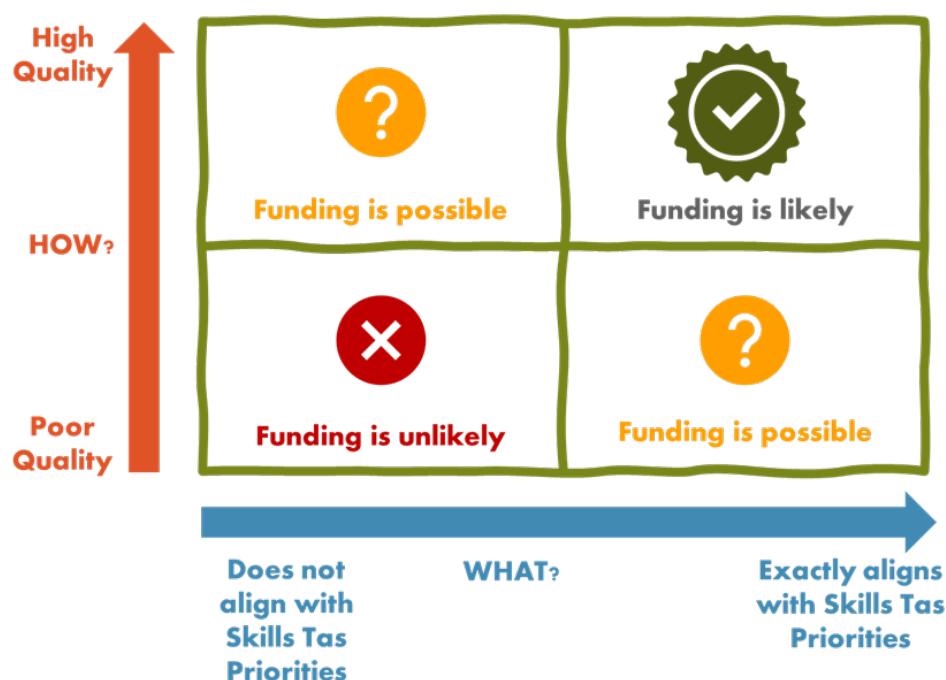 High
Quality
Funding is possible
Funding is likely
HOW?
Funding is unlikely
Funding is possible
Poor
Quality
Does not
align with
Skills Tas
Priorities
WHAT?
Exactly aligns
with Skills Tas
Priorities